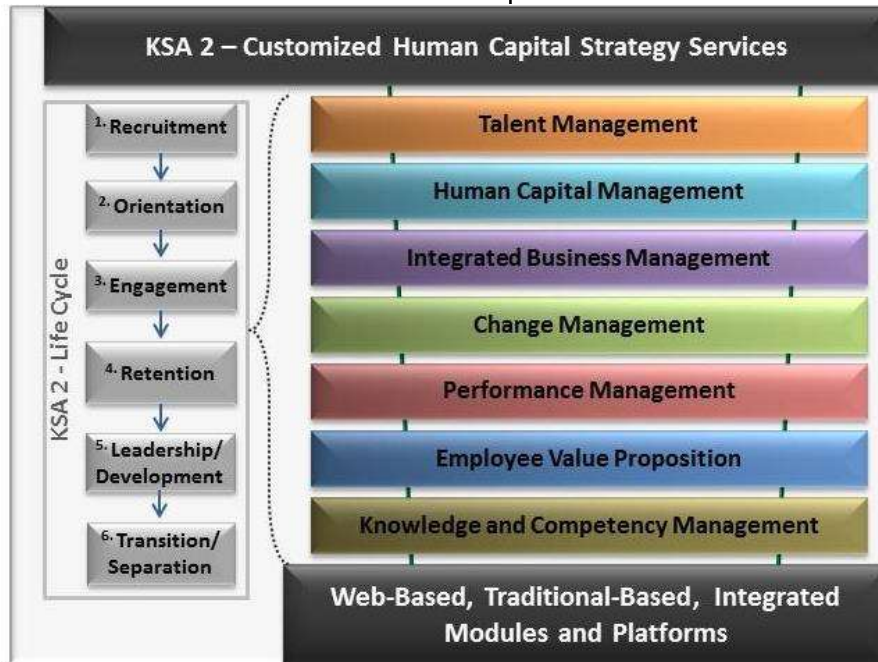 KSA 2 – Customized Human Capital Strategy Services
KSA 2 - Life Cycle
1. Recruitment
2. Orientation
3. Engagement
4. Retention
5. Leadership/
Development
6. Transition/
Separation
Talent Management
Human Capital Management
Integrated Business Management
Change Management
Performance Management
Employee Value Proposition
Knowledge and Competency Management
Web-Based, Traditional-Based, Integrated
Modules and Platforms